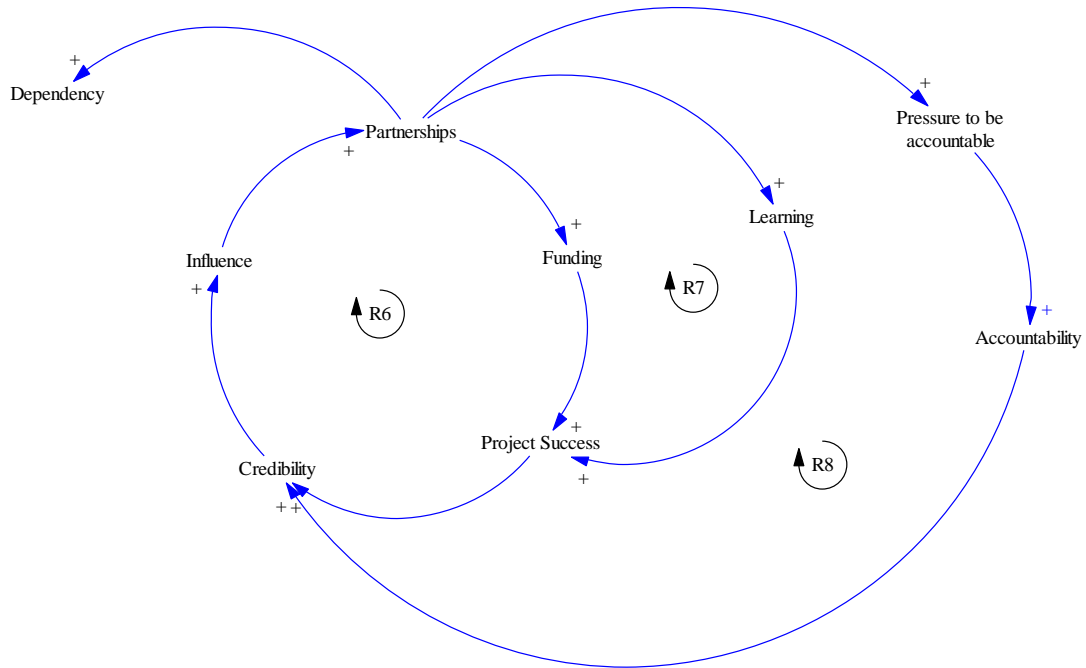 +
Dependency
+
Pressure to be
accountable
Partnerships
+
+
Learning
+
Influence
+
Funding
R7
R6
+
Accountability
+
Project Success
+
Credibility
+ +
R8